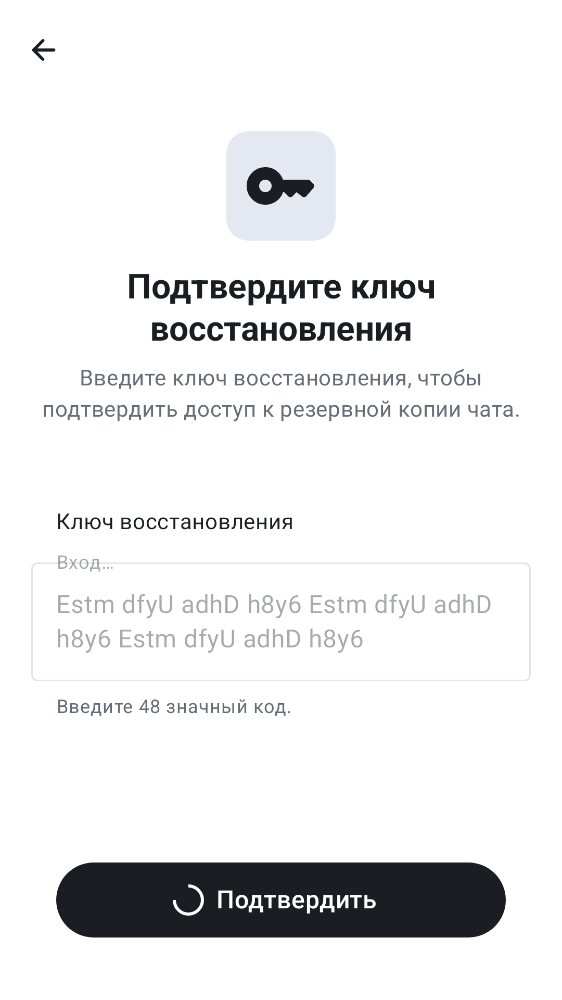 Подтвердите ключ
восстановления
Введите ключ восстановления, чтобы
подтвердить доступ к резервной копии чата.
Ключ восстановления
Вход...
Estm dfyU adhD h8y6 Estm dfyU adhD
h8y6 Estm dfyU adhD h8y6
Введите 48 значный код.
Подтвердить